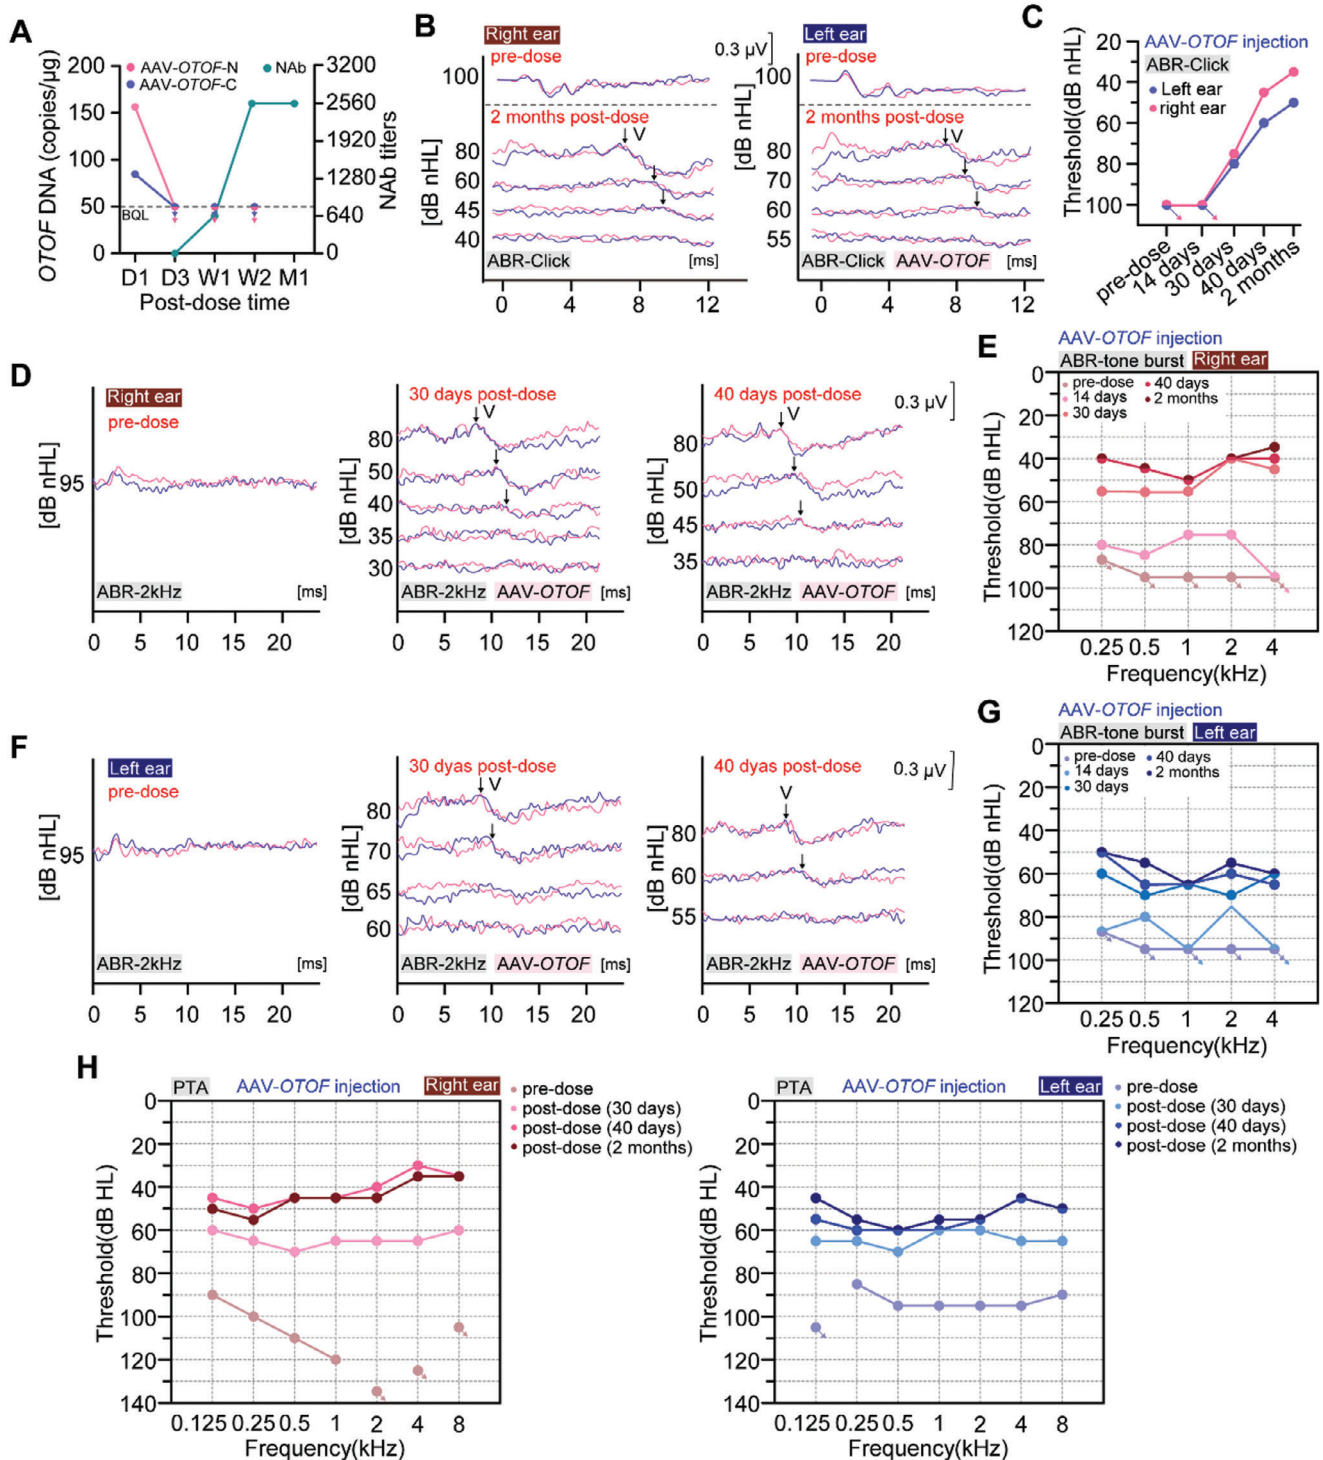 A
OTOF DNA (copies/µg)
200
150
100
50
0
BQL
AAV-OTOF-N
AAV-OTOF-C
NAb
3200
2560
1920
1280
640
0
NAb titers
D1 D3 W1 W2 M1
Post-dose time
B
Right ear
pre-dose
100
2 months post-dose
V
[dB nHL]
80
60
45
40
ABR-Click
[ms]
0 4 8 12
0.3 µV
Left ear
pre-dose
100
[dB nHL]
2 months post-dose
V
80
70
60
55
ABR-Click AAV-OTOF [ms]
0 4 8 12
C
AAV-OTOF injection
ABR-Click
Left ear
right ear
Threshold(dB nHL)
20
40
60
80
100
pre-dose
14 days
30 days
40 days
2 months
D
Right ear
pre-dose
[dB nHL]
95
ABR-2kHz [ms]
0 5 10 15 20
30 days post-dose
V
[dB nHL]
80
50
40
35
30
ABR-2kHz AAV-OTOF [ms]
0 5 10 15 20
40 days post-dose
0.3 µV
V
[dB nHL]
80
50
45
35
ABR-2kHz AAV-OTOF [ms]
0 5 10 15 20
E
AAV-OTOF injection
ABR-tone burst Right ear
pre-dose
14 days
30 days
40 days
2 months
Threshold(dB nHL)
0
20
40
60
80
100
120
0.25 0.5 1 2 4
Frequency(kHz)
F
Left ear
pre-dose
[dB nHL]
95
ABR-2kHz [ms]
0 5 10 15 20
30 dyas post-dose
V
[dB nHL]
80
70
65
60
ABR-2kHz AAV-OTOF [ms]
0 5 10 15 20
40 dyas post-dose
0.3 µV
V
[dB nHL]
80
60
55
ABR-2kHz AAV-OTOF [ms]
0 5 10 15 20
G
AAV-OTOF injection
ABR-tone burst Left ear
pre-dose
14 days
30 days
40 days
2 months
Threshold(dB nHL)
0
20
40
60
80
100
120
0.25 0.5 1 2 4
Frequency(kHz)
H
PTA AAV-OTOF injection Right ear
pre-dose
post-dose (30 days)
post-dose (40 days)
post-dose (2 months)
Threshold(dB HL)
0
20
40
60
80
100
120
140
0.125 0.25 0.5 1 2 4 8
Frequency(kHz)
PTA AAV-OTOF injection Left ear
pre-dose
post-dose (30 days)
post-dose (40 days)
post-dose (2 months)
Threshold(dB HL)
0
20
40
60
80
100
120
140
0.125 0.25 0.5 1 2 4 8
Frequency(kHz)